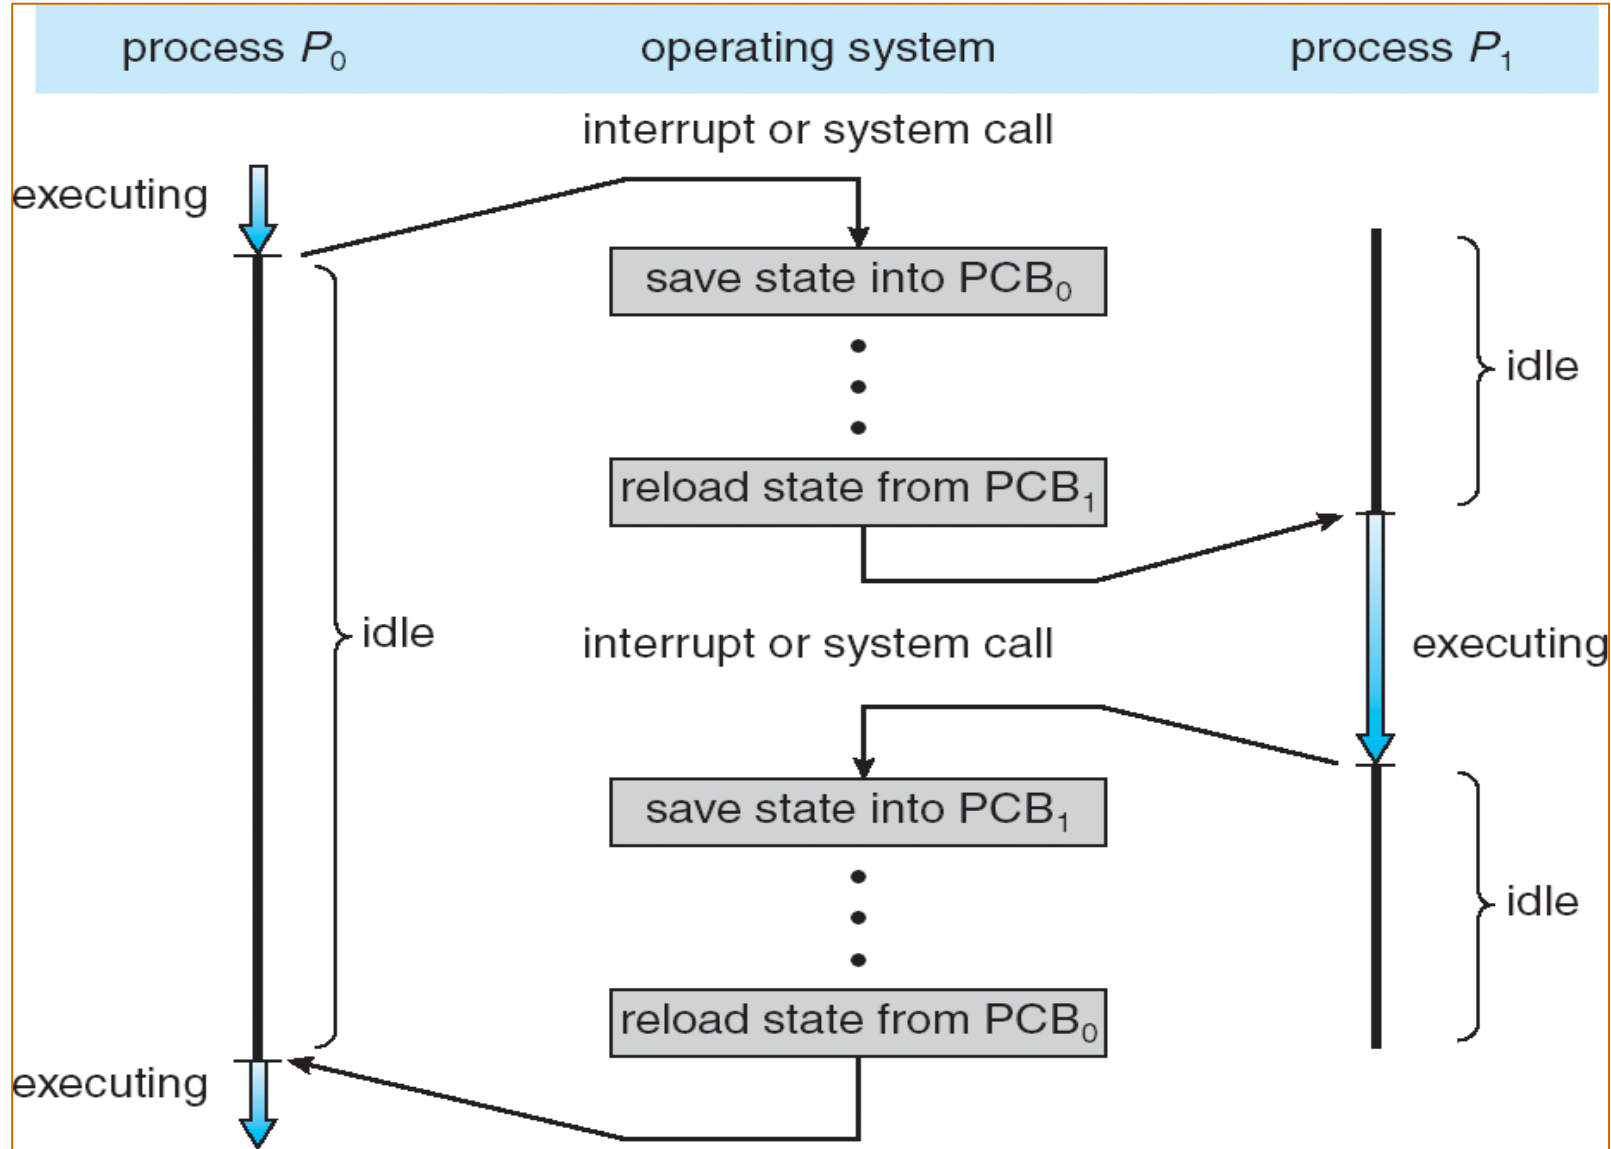 process P₀ operating system process P₁
interrupt or system call
executing
save state into PCB₀
idle
reload state from PCB₁
idle
interrupt or system call
executing
save state into PCB₁
idle
reload state from PCB₀
executing